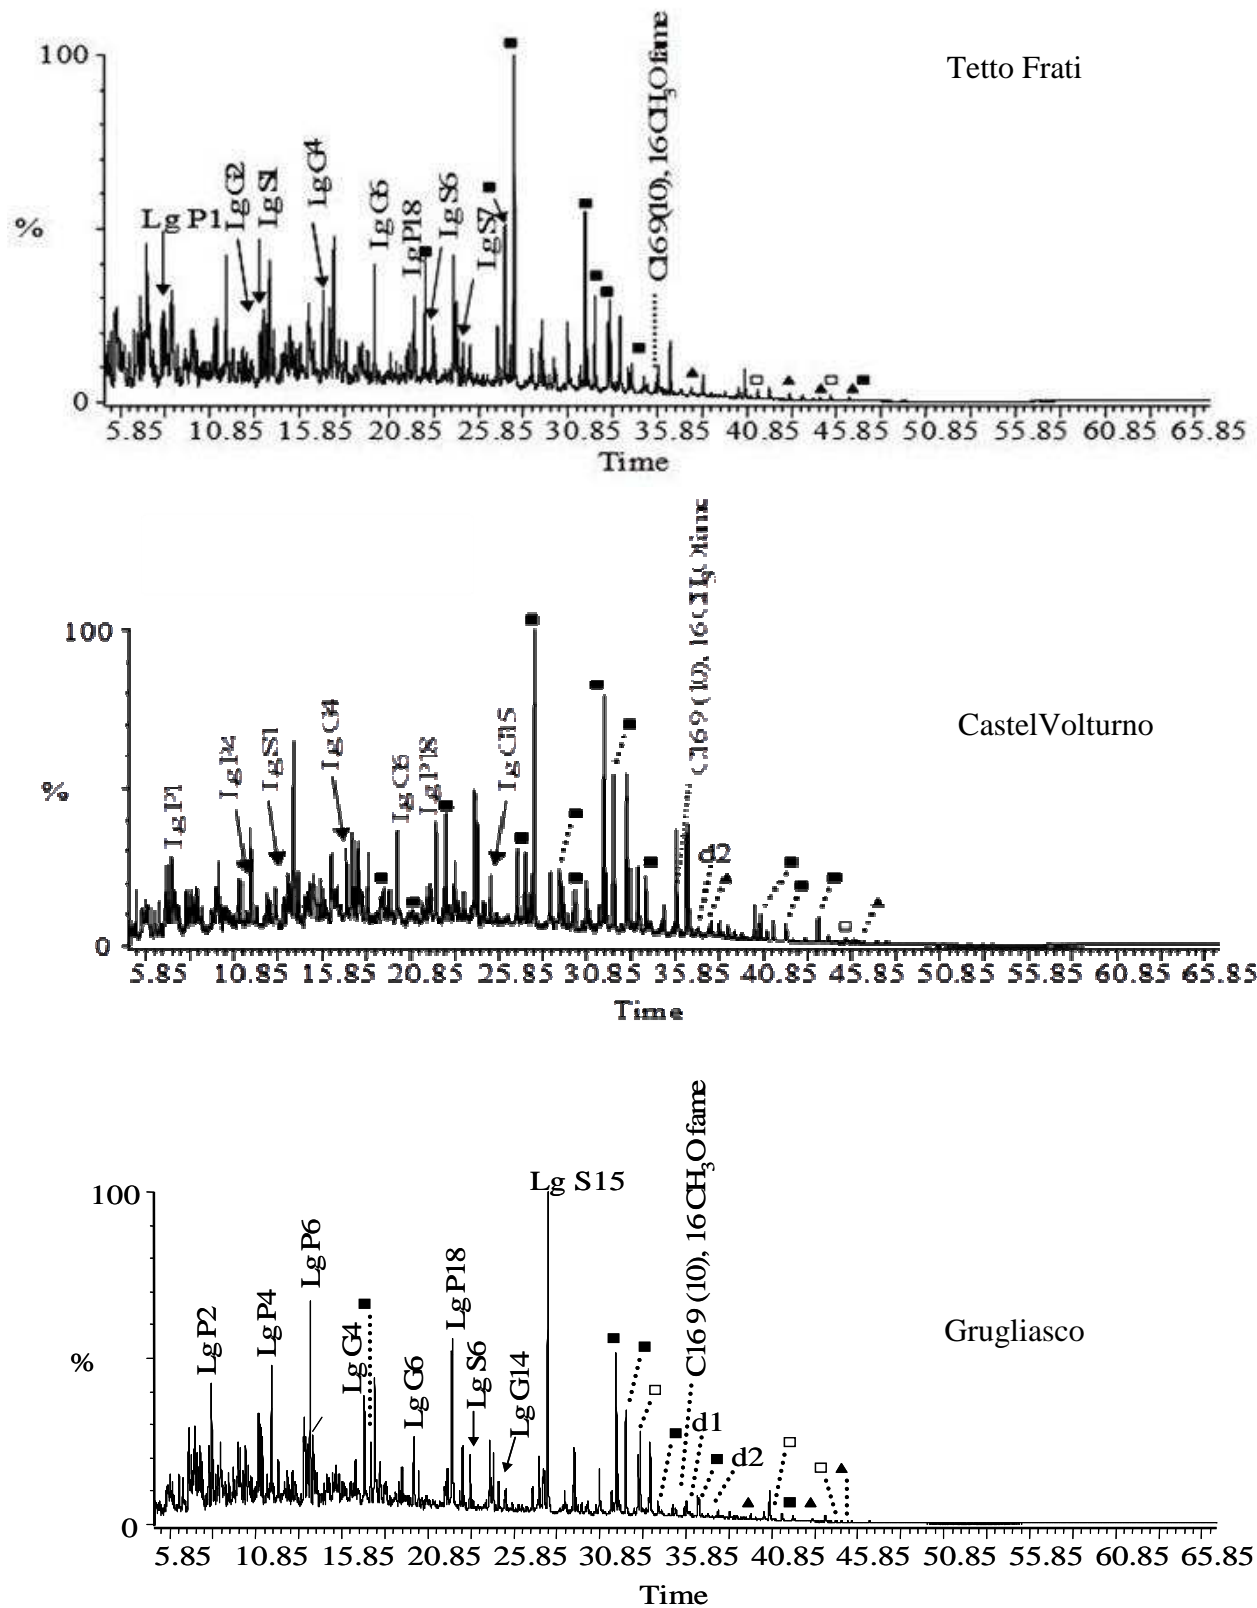 Tetto Frati
100
%
0
Lg P1
Lg G2
Lg S1
Lg G4
Lg G6
Lg P18
Lg S6
Lg S7
C16 9(10), 16CH3O fame
5.85 10.85 15.85 20.85 25.85 30.85 35.85 40.85 45.85 50.85 55.85 60.85 65.85
Time
CastelVolturno
100
%
0
Lg P1
Lg P4
Lg S1
Lg G4
Lg G6
Lg P18
Lg G15
C16 9 (10), 16
d2
5.85 10.85 15.85 20.85 25.85 30.85 35.85 40.85 45.85 50.85 55.85 60.85 65.85
Time
Grugliasco
100
%
0
Lg P2
Lg P4
Lg P6
Lg G4
Lg G6
Lg P18
Lg S6
Lg G14
Lg S15
C16 9 (10), 16CH3O fame
d1
d2
5.85 10.85 15.85 20.85 25.85 30.85 35.85 40.85 45.85 50.85 55.85 60.85 65.85
Time